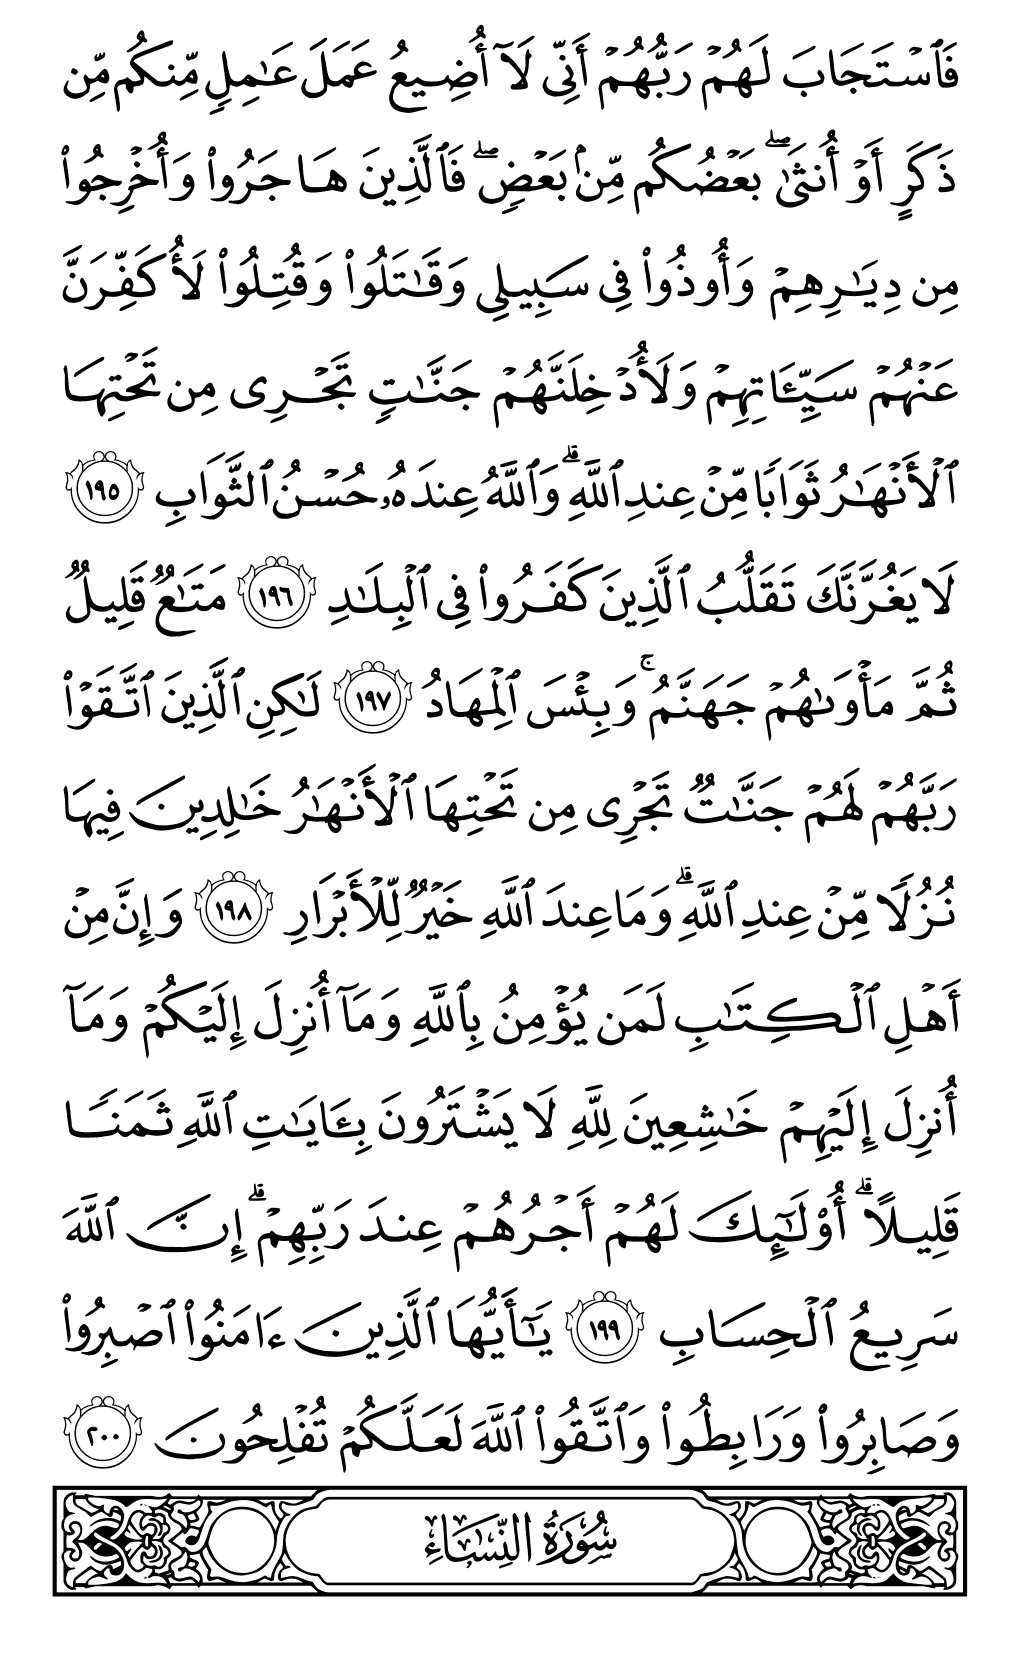 فَٱسْتَجَابَ لَهُمْ رَبُّهُمْ أَنِّى لَآ أُضِيعُ عَمَلَ عَـٰمِلٍ مِّنكُم مِّن
ذَكَرٍ أَوْ أُنثَىٰ ۖ بَعْضُكُم مِّنۢ بَعْضٍ ۖ فَٱلَّذِينَ هَاجَرُوا۟ وَأُخْرِجُوا۟
مِن دِيَـٰرِهِمْ وَأُوذُوا۟ فِى سَبِيلِى وَقَـٰتَلُوا۟ وَقُتِلُوا۟ لَأُكَفِّرَنَّ
عَنْهُمْ سَيِّـَٔاتِهِمْ وَلَأُدْخِلَنَّهُمْ جَنَّـٰتٍ تَجْرِى مِن تَحْتِهَا
ٱلْأَنْهَـٰرُ ثَوَابًا مِّنْ عِندِ ٱللَّهِ ۗ وَٱللَّهُ عِندَهُۥ حُسْنُ ٱلثَّوَابِ ١٩٥
لَا يَغُرَّنَّكَ تَقَلُّبُ ٱلَّذِينَ كَفَرُوا۟ فِى ٱلْبِلَـٰدِ ١٩٦ مَتَـٰعٌ قَلِيلٌ
ثُمَّ مَأْوَىٰهُمْ جَهَنَّمُ ۚ وَبِئْسَ ٱلْمِهَادُ ١٩٧ لَـٰكِنِ ٱلَّذِينَ ٱتَّقَوْا۟
رَبَّهُمْ لَهُمْ جَنَّـٰتٌ تَجْرِى مِن تَحْتِهَا ٱلْأَنْهَـٰرُ خَـٰلِدِينَ فِيهَا
نُزُلًا مِّنْ عِندِ ٱللَّهِ ۗ وَمَا عِندَ ٱللَّهِ خَيْرٌ لِّلْأَبْرَارِ ١٩٨ وَإِنَّ مِنْ
أَهْلِ ٱلْكِتَـٰبِ لَمَن يُؤْمِنُ بِٱللَّهِ وَمَآ أُنزِلَ إِلَيْكُمْ وَمَآ
أُنزِلَ إِلَيْهِمْ خَـٰشِعِينَ لِلَّهِ لَا يَشْتَرُونَ بِـَٔايَـٰتِ ٱللَّهِ ثَمَنًا
قَلِيلًا ۗ أُو۟لَـٰٓئِكَ لَهُمْ أَجْرُهُمْ عِندَ رَبِّهِمْ ۗ إِنَّ ٱللَّهَ
سَرِيعُ ٱلْحِسَابِ ١٩٩ يَـٰٓأَيُّهَا ٱلَّذِينَ ءَامَنُوا۟ ٱصْبِرُوا۟
وَصَابِرُوا۟ وَرَابِطُوا۟ وَٱتَّقُوا۟ ٱللَّهَ لَعَلَّكُمْ تُفْلِحُونَ ٢٠٠
سُورَةُ النِّسَاءِ